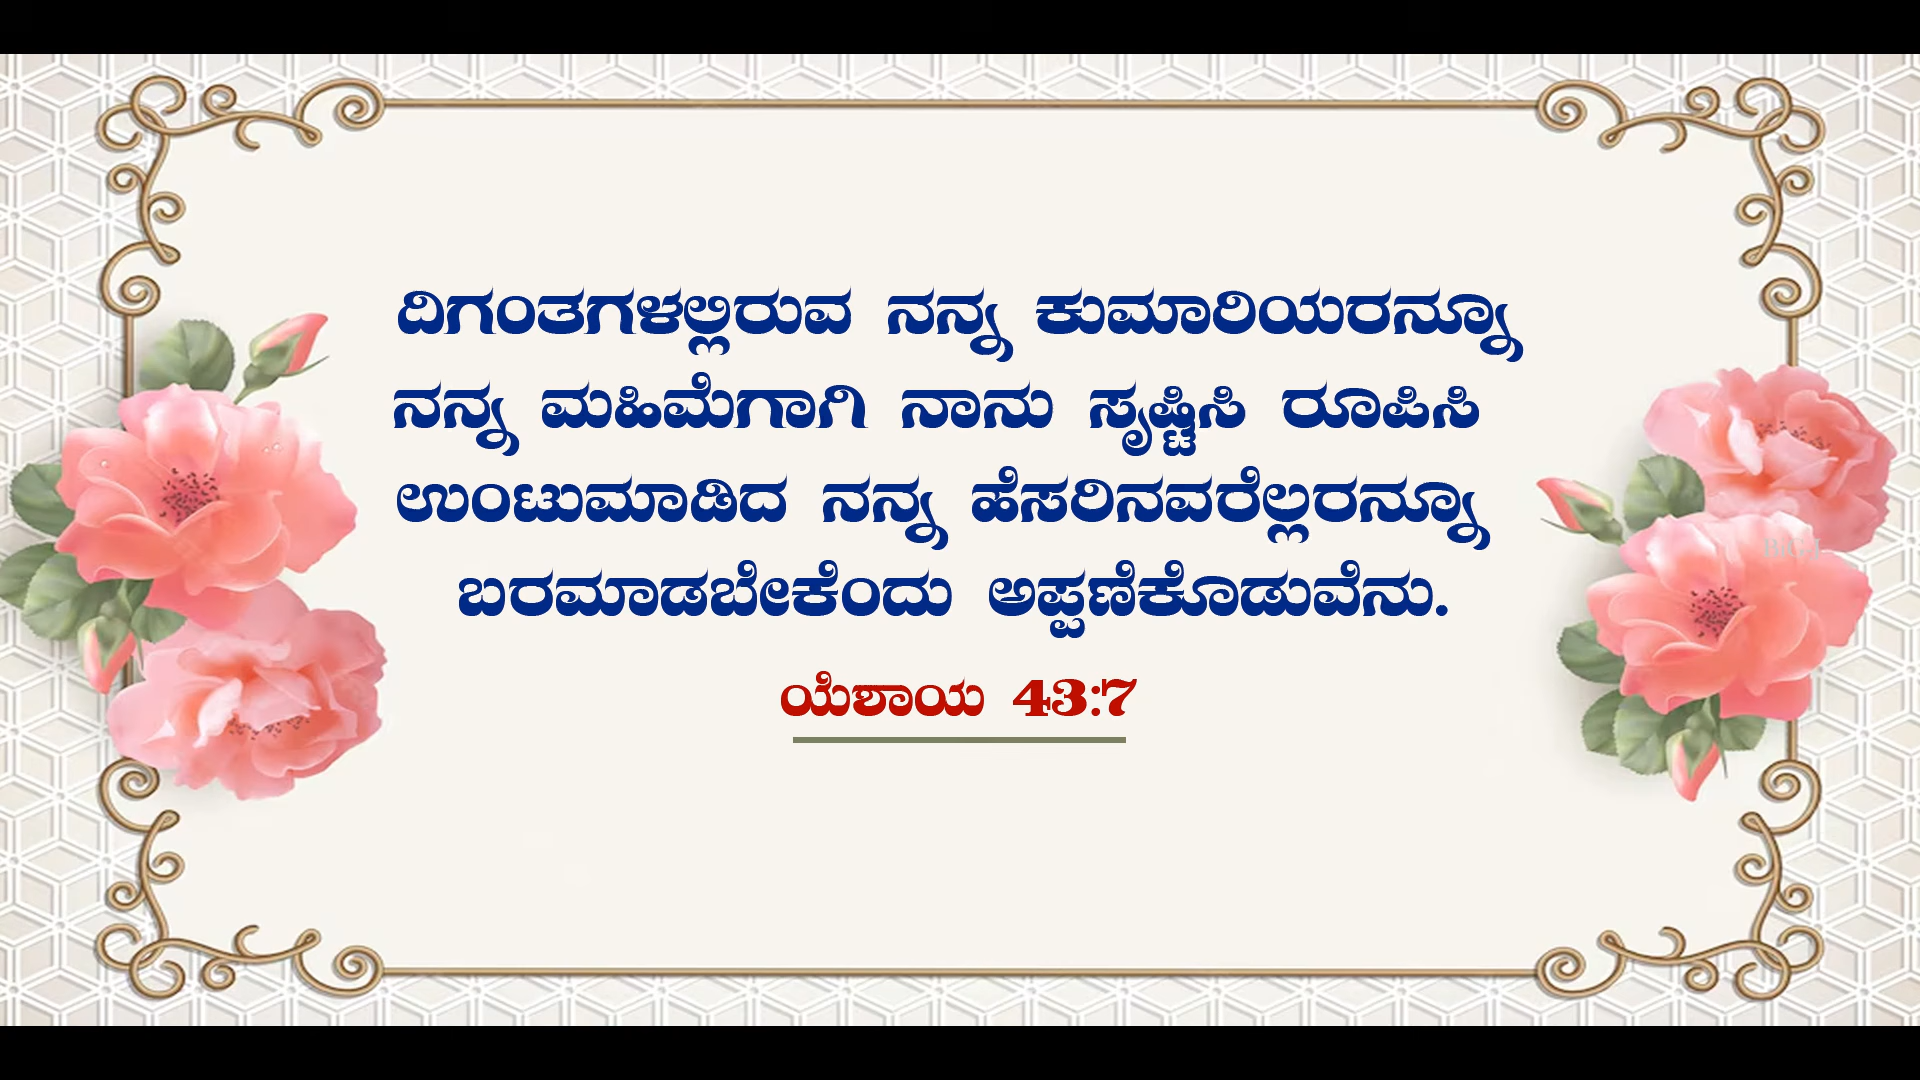 ದಿಗಂತಗಳಲ್ಲಿರುವ ನನ್ನ ಕುಮಾರಿಯರನ್ನೂ
ನನ್ನ ಮಹಿಮೆಗಾಗಿ ನಾನು ಸೃಷ್ಟಿಸಿ ರೂಪಿಸಿ
ಉಂಟುಮಾಡಿದ ನನ್ನ ಹೆಸರಿನವರೆಲ್ಲರನ್ನೂ
ಬರಮಾಡಬೇಕೆಂದು ಅಪ್ಪಣೆಕೊಡುವೆನು.
ಯೆಶಾಯ 43:7